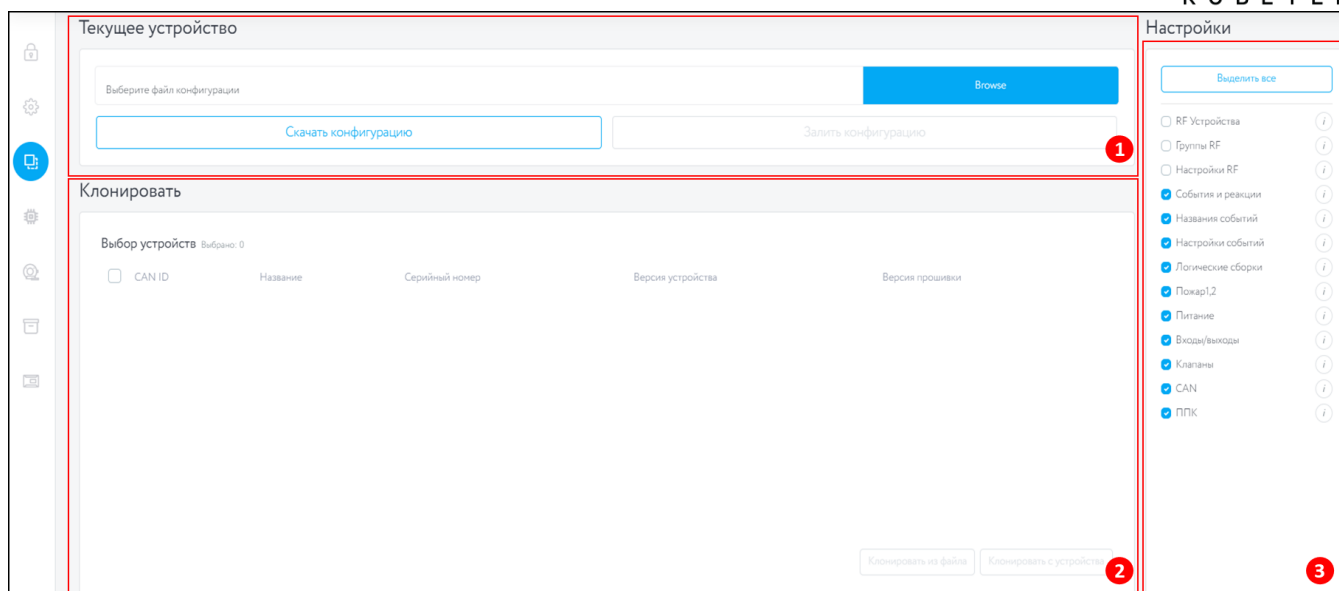 Текущее устройство
Выберите файл конфигурации
Browse
Скачать конфигурацию
Залить конфигурацию
1
Клонировать
Выбор устройств Выбрано: 0
CAN ID Название Серийный номер Версия устройства Версия прошивки
Клонировать из файла
Клонировать с устройства
2
Настройки
Выделить все
RF Устройства
Группы RF
Настройки RF
События и реакции
Названия событий
Настройки событий
Логические сборки
Пожар1,2
Питание
Входы/выходы
Клапаны
CAN
ППК
3